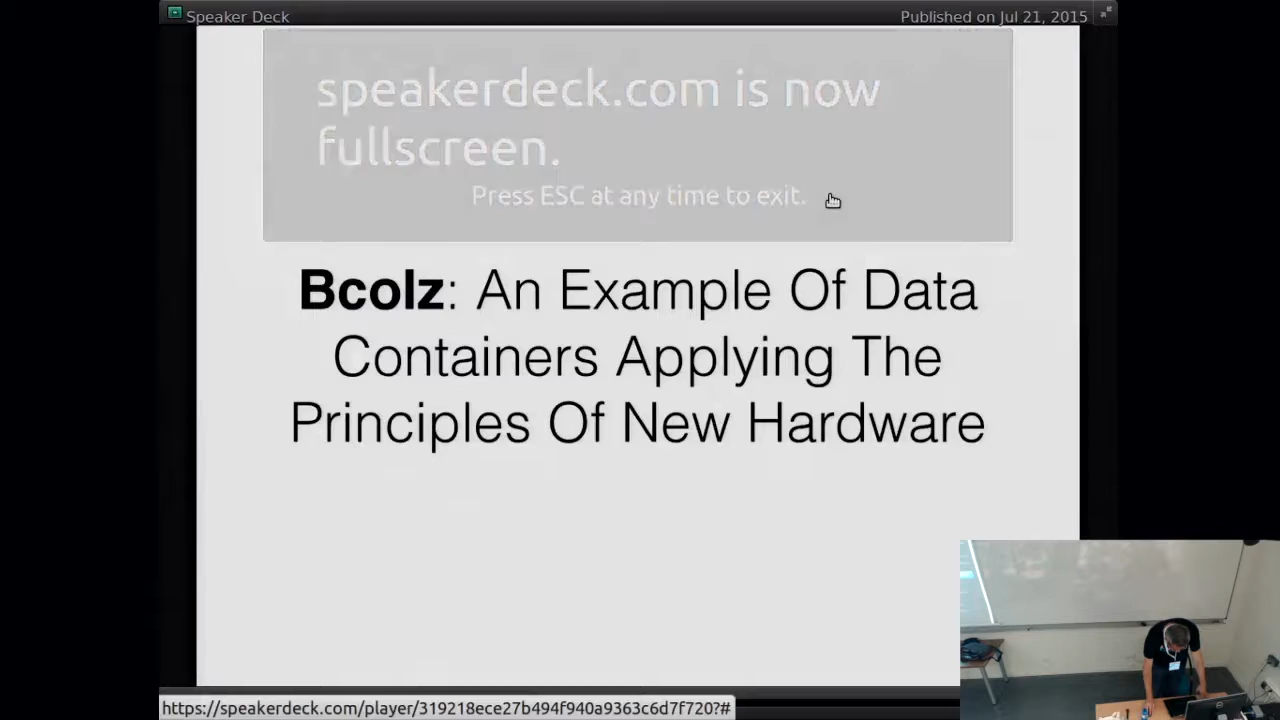 Speaker Deck
Published on Jul 21, 2015
speakerdeck.com is now
fullscreen.
Press ESC at any time to exit.
Bcolz: An Example Of Data
Containers Applying The
Principles Of New Hardware
https://speakerdeck.com/player/319218ece27b494f940a9363c6d7f720?#